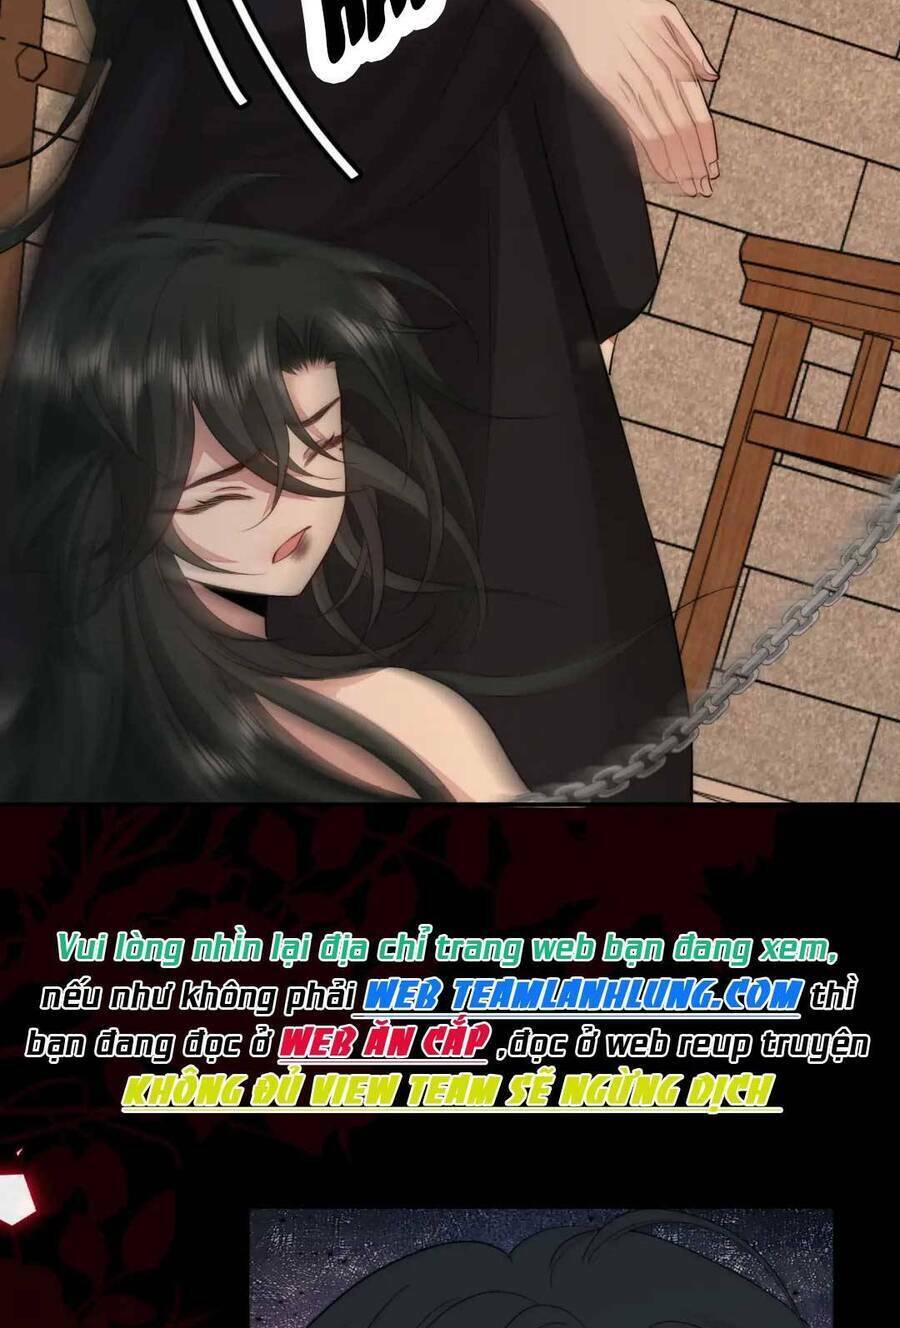 Vui lòng nhìn lại địa chỉ trang web bạn đang xem,
nếu như không phải WEB TEAMLANHLUNG.COM thì
bạn đang đọc ở WEB ĂN CẮP ,đọc ở web reup truyện
KHÔNG ĐỦ VIEW TEAM SẼ NGỪNG DỊCH